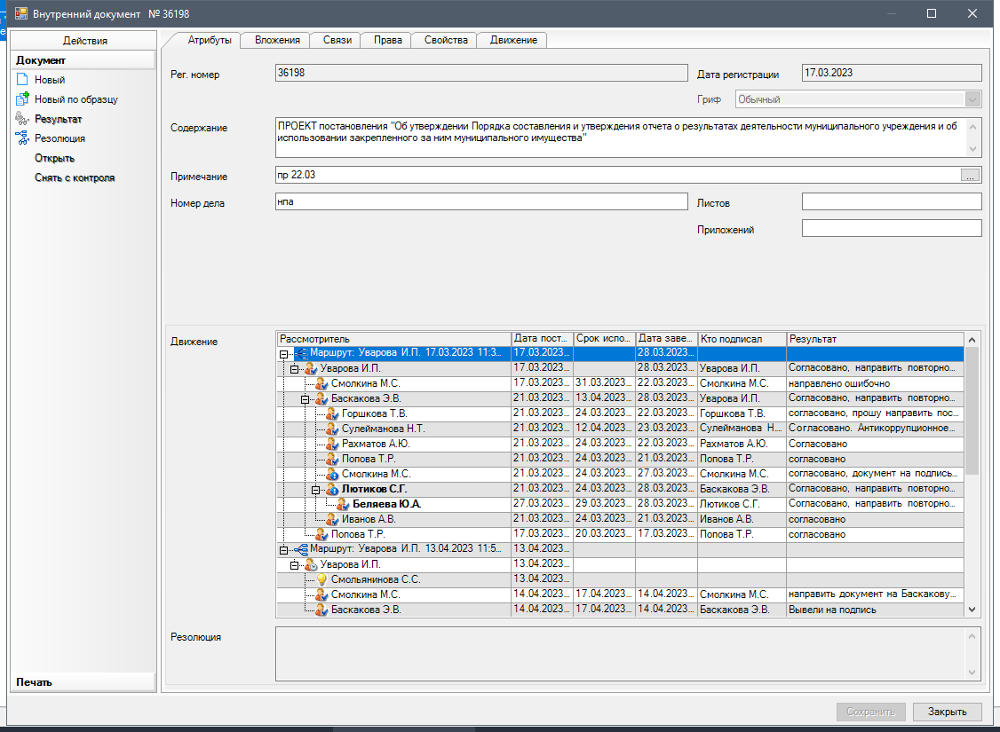 Внутренний документ № 36198
Действия
Документ
Новый
Новый по образцу
Результат
Резолюция
Открыть
Снять с контроля
Печать
Атрибуты Вложения Связи Права Свойства Движение
Рег. номер 36198 Дата регистрации 17.03.2023
Гриф Обычный
Содержание ПРОЕКТ постановления "Об утверждении Порядка составления и утверждения отчета о результатах деятельности муниципального учреждения и об
использовании закрепленного за ним муниципального имущества"
Примечание пр 22.03 ...
Номер дела нпа Листов
Приложений
Движение
Рассмотритель Дата пост... Срок испо... Дата заве... Кто подписал Результат
Маршрут: Уварова И.П. 17.03.2023 11:3... 17.03.2023... 28.03.2023...
Уварова И.П. 17.03.2023... 28.03.2023... Уварова И.П. Согласовано, направить повторно...
Смолкина М.С. 17.03.2023... 31.03.2023... 22.03.2023... Смолкина М.С. направлено ошибочно
Баскакова Э.В. 21.03.2023... 13.04.2023... 28.03.2023... Уварова И.П. Согласовано, направить повторно...
Горшкова Т.В. 21.03.2023... 24.03.2023... 22.03.2023... Горшкова Т.В. согласовано, прошу направить пос...
Сулейманова Н.Т. 21.03.2023... 12.04.2023... 23.03.2023... Сулейманова Н... Согласовано. Антикоррупционное...
Рахматов А.Ю. 21.03.2023... 24.03.2023... 22.03.2023... Рахматов А.Ю. Согласовано
Попова Т.Р. 21.03.2023... 24.03.2023... 21.03.2023... Попова Т.Р. согласовано
Смолкина М.С. 21.03.2023... 24.03.2023... 27.03.2023... Смолкина М.С. согласовано, документ на подпись...
Лютиков С.Г. 21.03.2023... 24.03.2023... 28.03.2023... Баскакова Э.В. Согласовано, направить повторно...
Беляева Ю.А. 27.03.2023... 29.03.2023... 28.03.2023... Лютиков С.Г. Согласовано, направить повторно...
Иванов А.В. 21.03.2023... 24.03.2023... 21.03.2023... Иванов А.В. согласовано
Попова Т.Р. 17.03.2023... 20.03.2023... 17.03.2023... Попова Т.Р. согласовано
Маршрут: Уварова И.П. 13.04.2023 11:5... 13.04.2023...
Уварова И.П. 13.04.2023...
Смольянинова С.С. 13.04.2023...
Смолкина М.С. 14.04.2023... 17.04.2023... 14.04.2023... Смолкина М.С. направить документ на Баскакову...
Баскакова Э.В. 14.04.2023... 17.04.2023... 14.04.2023... Баскакова Э.В. Вывели на подпись
Резолюция
Сохранить Закрыть